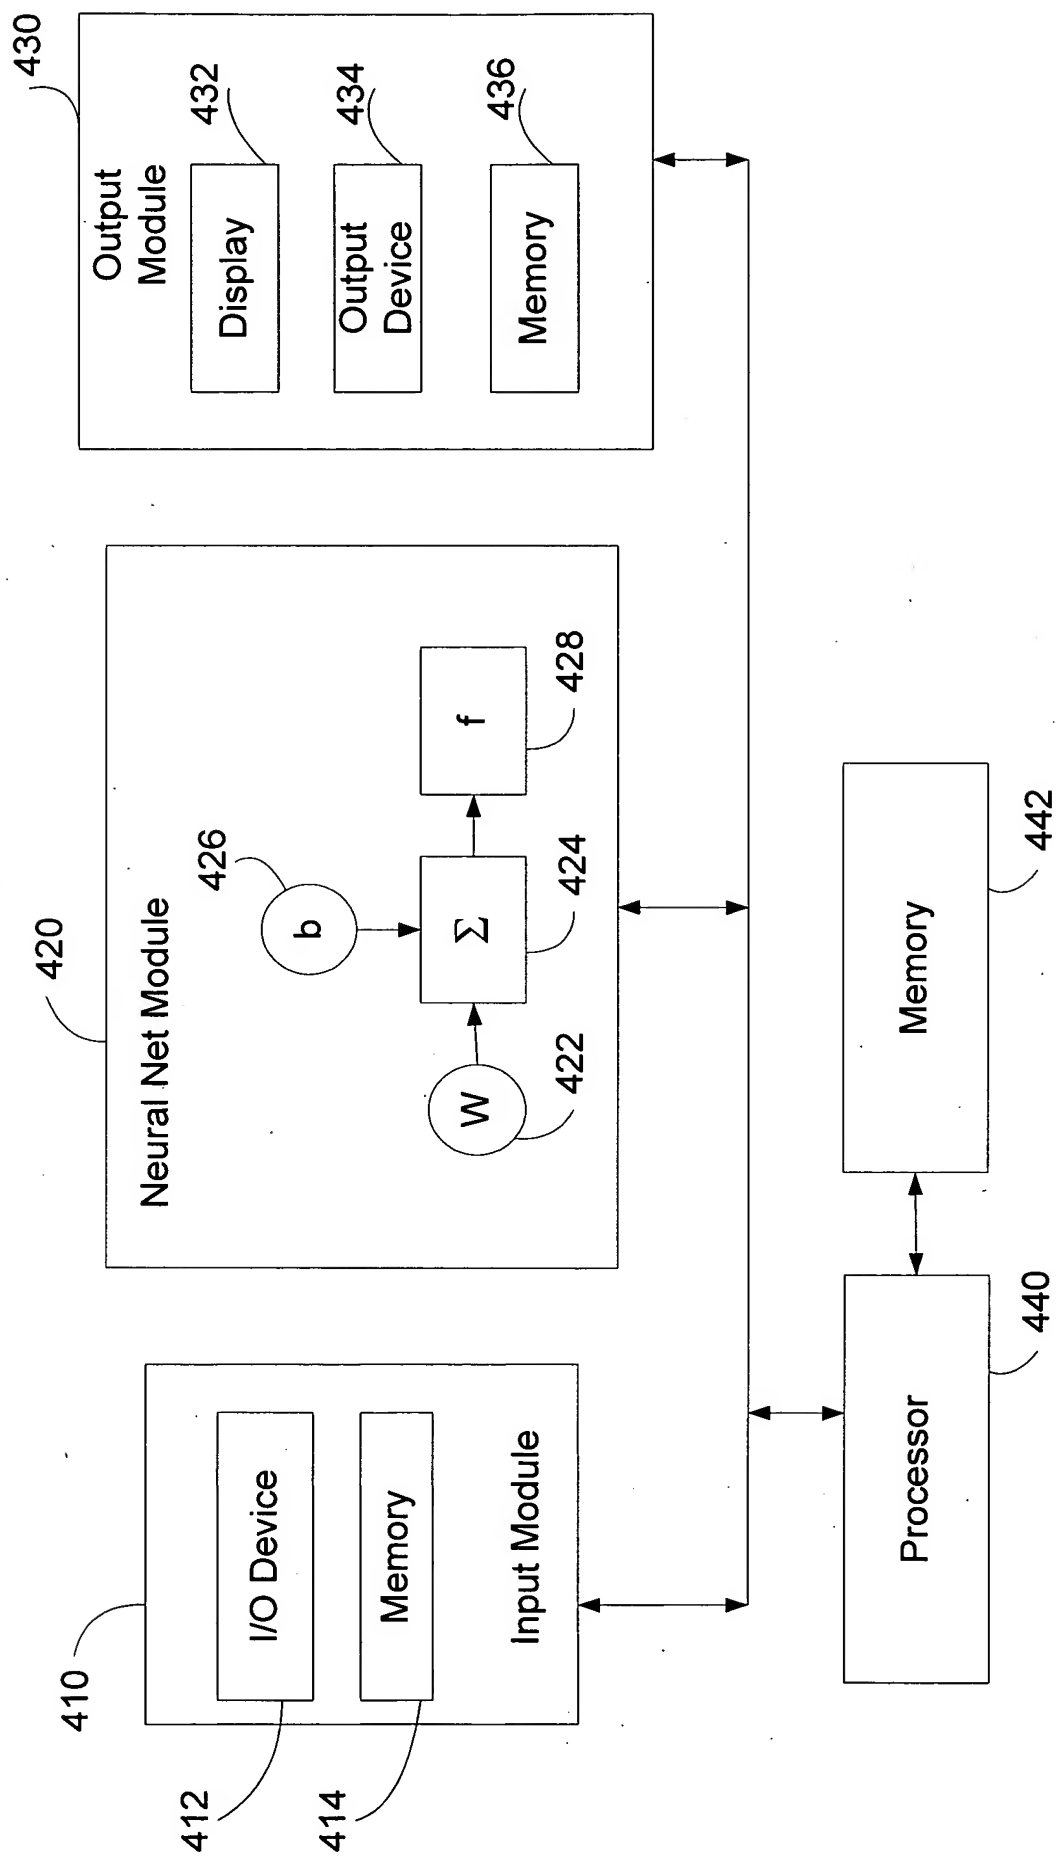 410
412
I/O Device
414
Memory
Input Module
420
Neural Net Module
426
b
W
Σ
f
422
424
428
430
Output
Module
Display
432
Output
Device
434
Memory
436
Processor
440
Memory
442